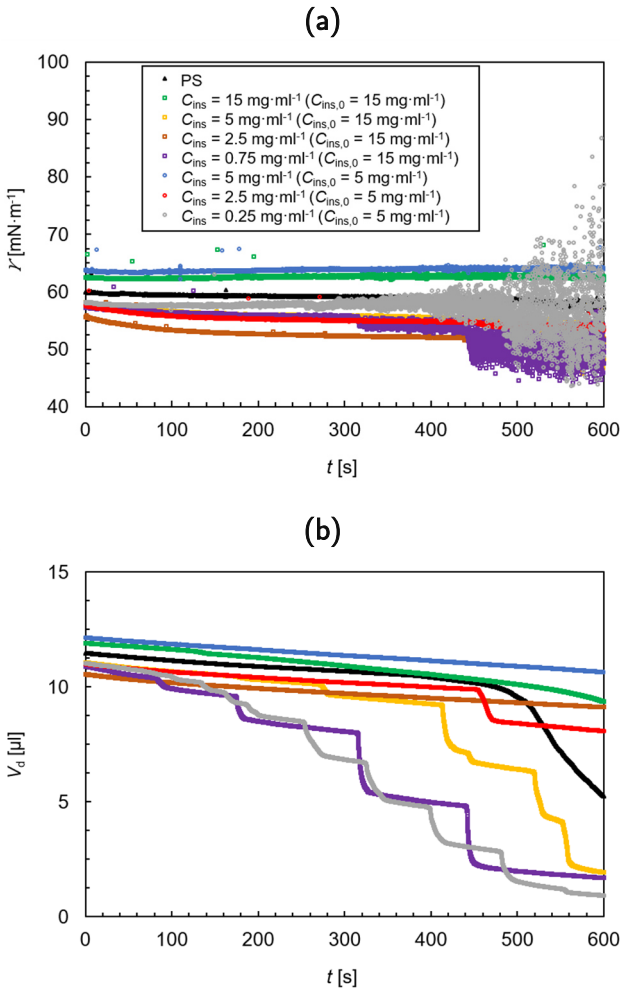 (a)
100
90
80
70
60
50
40
γ [mN·m⁻¹]
PS
Cins = 15 mg·ml⁻¹ (Cins,0 = 15 mg·ml⁻¹)
Cins = 5 mg·ml⁻¹ (Cins,0 = 15 mg·ml⁻¹)
Cins = 2.5 mg·ml⁻¹ (Cins,0 = 15 mg·ml⁻¹)
Cins = 0.75 mg·ml⁻¹ (Cins,0 = 15 mg·ml⁻¹)
Cins = 5 mg·ml⁻¹ (Cins,0 = 5 mg·ml⁻¹)
Cins = 2.5 mg·ml⁻¹ (Cins,0 = 5 mg·ml⁻¹)
Cins = 0.25 mg·ml⁻¹ (Cins,0 = 5 mg·ml⁻¹)
0 100 200 300 400 500 600
t [s]
(b)
15
10
5
0
Vd [µl]
0 100 200 300 400 500 600
t [s]